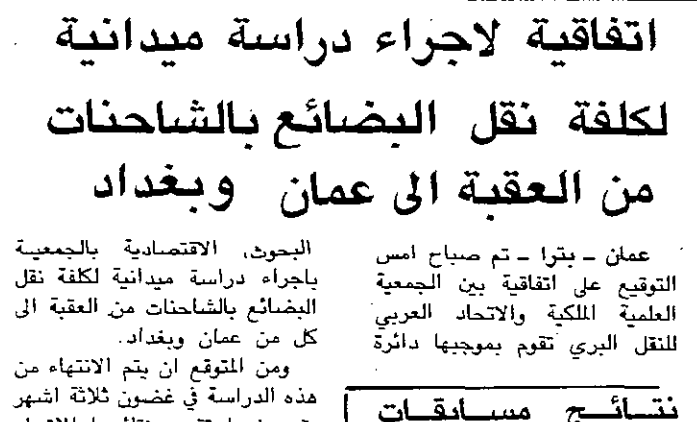 اتفاقية لاجراء دراسة ميدانية
لكلفة نقل البضائع بالشاحنات
من العقبة الى عمان وبغداد
عمان ــ بترا ــ تم صباح امس
التوقيع على اتفاقية بين الجمعية
العلمية الملكية والاتحاد العربي
للنقل البري تقوم بموجبها دائرة
البحوث، الاقتصادية بالجمعية
باجراء دراسة ميدانية لكلفة نقل
البضائع بالشاحنات من العقبة الى
كل من عمان وبغداد.
ومن المتوقع ان يتم الانتهاء من
هذه الدراسة في غضون ثلاثة اشهر
نتائج مسابقات